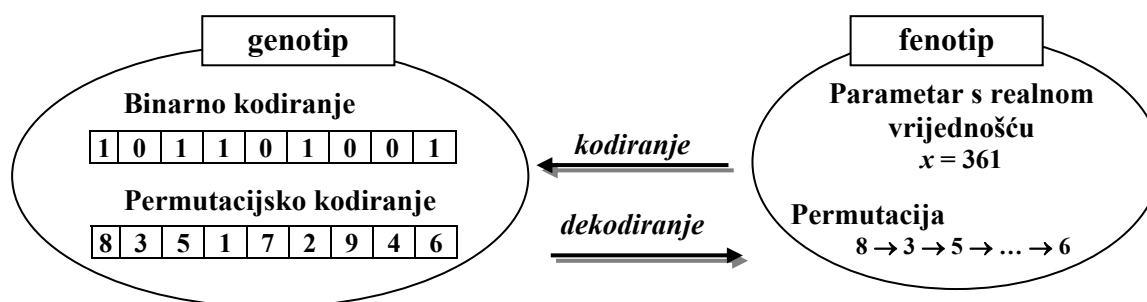 genotip
Binarno kodiranje
1 0 1 1 0 1 0 0 1
Permutacijsko kodiranje
8 3 5 1 7 2 9 4 6
kodiranje
dekodiranje
fenotip
Parametar s realnom
vrijednošću
x = 361
Permutacija
8 → 3 → 5 → … → 6